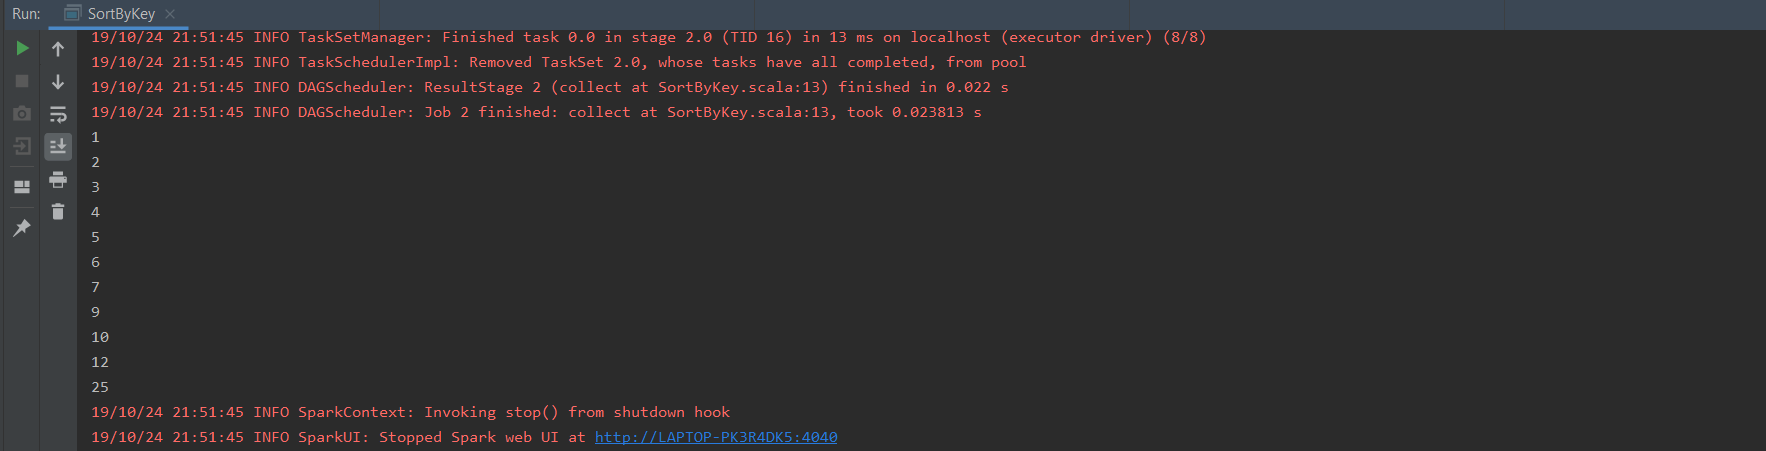 Run: SortByKey
19/10/24 21:51:45 INFO TaskSetManager: Finished task 0.0 in stage 2.0 (TID 16) in 13 ms on localhost (executor driver) (8/8)
19/10/24 21:51:45 INFO TaskSchedulerImpl: Removed TaskSet 2.0, whose tasks have all completed, from pool
19/10/24 21:51:45 INFO DAGScheduler: ResultStage 2 (collect at SortByKey.scala:13) finished in 0.022 s
19/10/24 21:51:45 INFO DAGScheduler: Job 2 finished: collect at SortByKey.scala:13, took 0.023813 s
1
2
3
4
5
6
7
9
10
12
25
19/10/24 21:51:45 INFO SparkContext: Invoking stop() from shutdown hook
19/10/24 21:51:45 INFO SparkUI: Stopped Spark web UI at http://LAPTOP-PK3R4DK5:4040